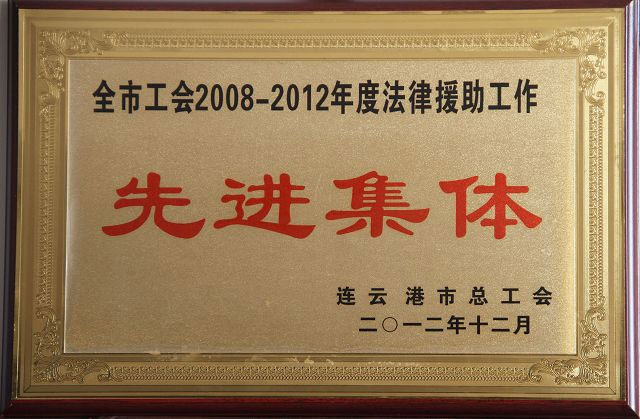 全市工会2008-2012年度法律援助工作
先进集体
连云港市总工会
二〇一二年十二月